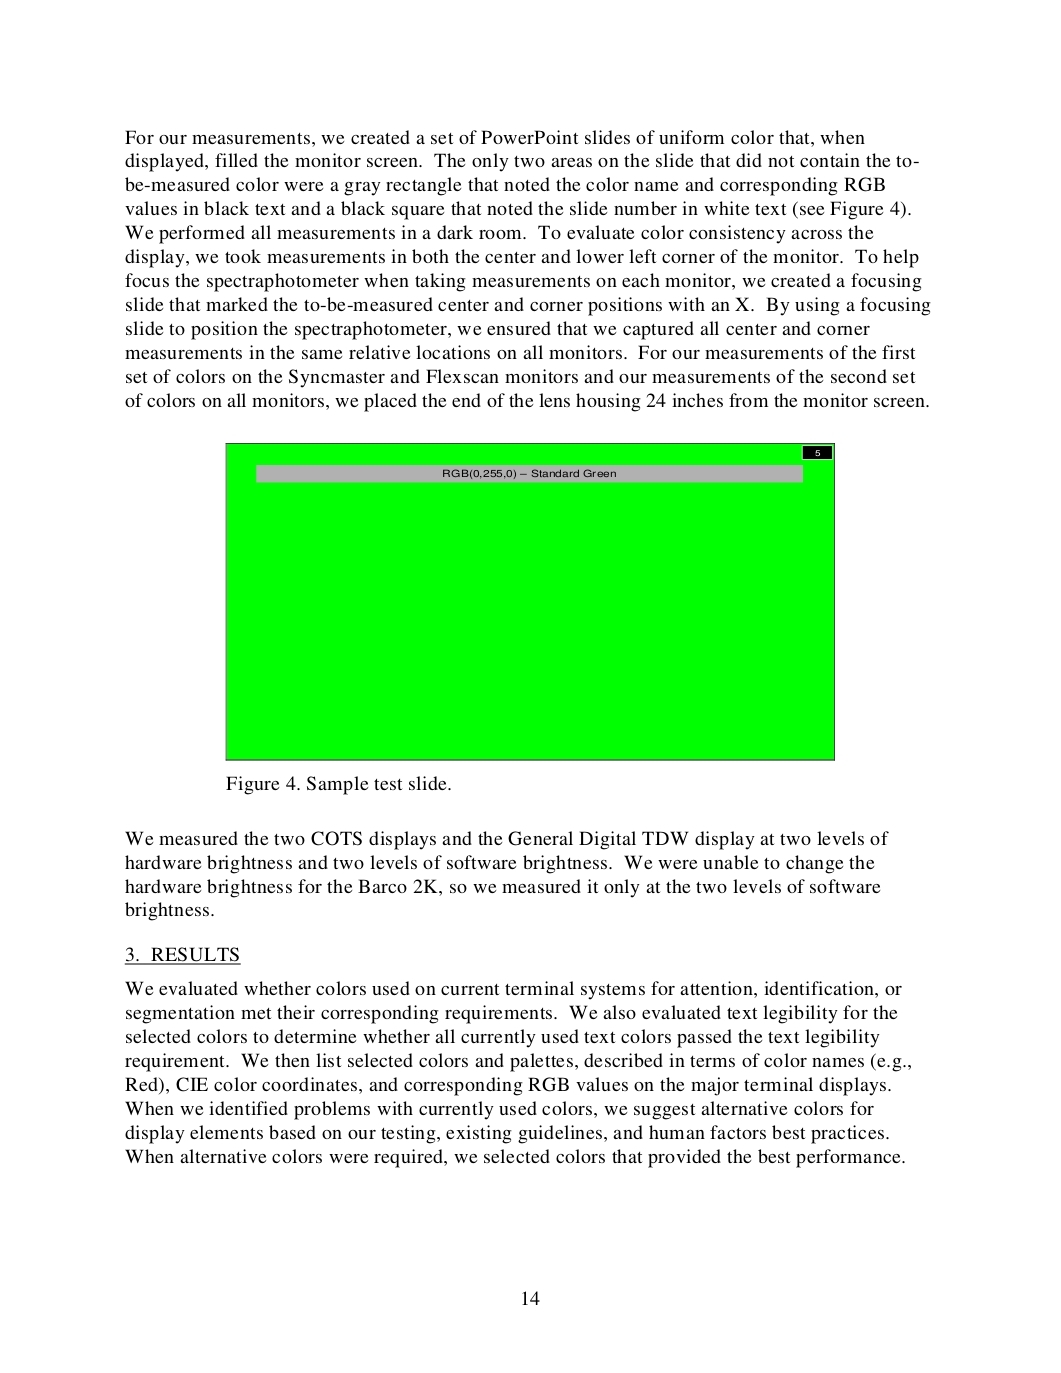 For our measurements, we created a set of PowerPoint slides of uniform color that, when
displayed, filled the monitor screen.  The only two areas on the slide that did not contain the to-
be-measured color were a gray rectangle that noted the color name and corresponding RGB
values in black text and a black square that noted the slide number in white text (see Figure 4).
We performed all measurements in a dark room.  To evaluate color consistency across the
display, we took measurements in both the center and lower left corner of the monitor.  To help
focus the spectraphotometer when taking measurements on each monitor, we created a focusing
slide that marked the to-be-measured center and corner positions with an X.  By using a focusing
slide to position the spectraphotometer, we ensured that we captured all center and corner
measurements in the same relative locations on all monitors.  For our measurements of the first
set of colors on the Syncmaster and Flexscan monitors and our measurements of the second set
of colors on all monitors, we placed the end of the lens housing 24 inches from the monitor screen.
5
RGB(0,255,0) – Standard Green
Figure 4. Sample test slide.
We measured the two COTS displays and the General Digital TDW display at two levels of
hardware brightness and two levels of software brightness.  We were unable to change the
hardware brightness for the Barco 2K, so we measured it only at the two levels of software
brightness.
3.  RESULTS
We evaluated whether colors used on current terminal systems for attention, identification, or
segmentation met their corresponding requirements.  We also evaluated text legibility for the
selected colors to determine whether all currently used text colors passed the text legibility
requirement.  We then list selected colors and palettes, described in terms of color names (e.g.,
Red), CIE color coordinates, and corresponding RGB values on the major terminal displays.
When we identified problems with currently used colors, we suggest alternative colors for
display elements based on our testing, existing guidelines, and human factors best practices.
When alternative colors were required, we selected colors that provided the best performance.
14